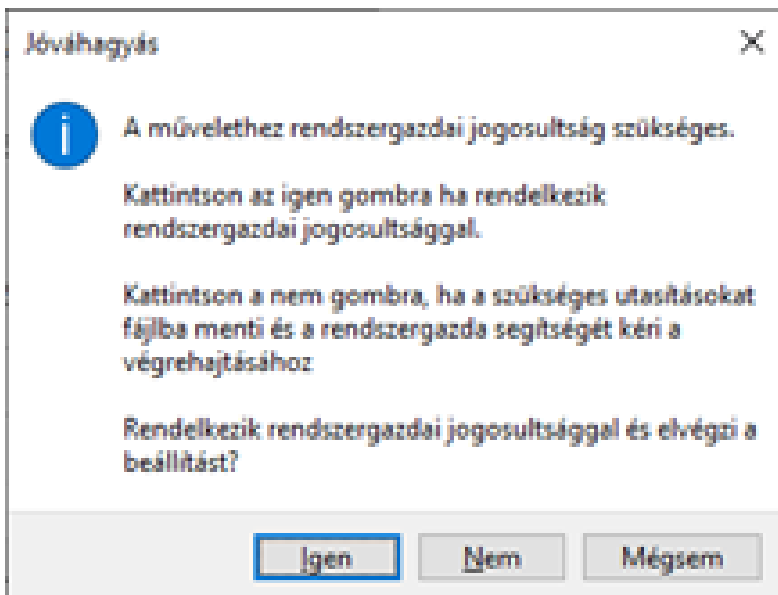 Jóváhagyás
A művelethez rendszergazdai jogosultság szükséges.
Kattintson az igen gombra ha rendelkezik
rendszergazdai jogosultsággal.
Kattintson a nem gombra, ha a szükséges utasításokat
fájlba menti és a rendszergazda segítségét kéri a
végrehajtásához
Rendelkezik rendszergazdai jogosultsággal és elvégzi a
beállítást?
Igen Nem Mégsem